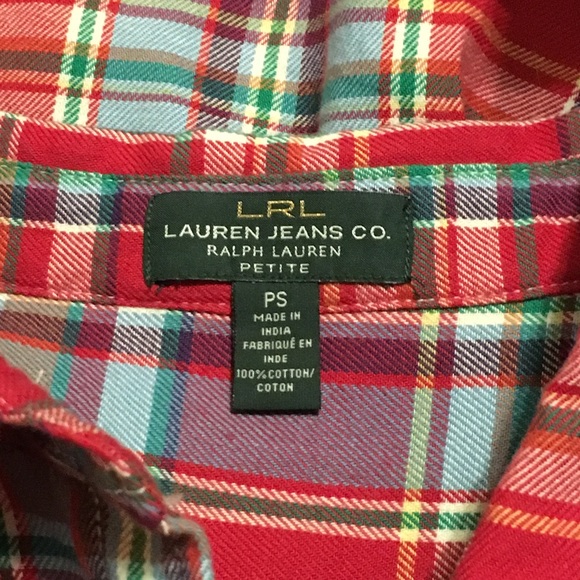 LRL
LAUREN JEANS CO.
RALPH LAUREN
PETITE
PS
MADE IN
INDIA
FABRIQUÉ EN
INDE
100% COTTON/
COTON